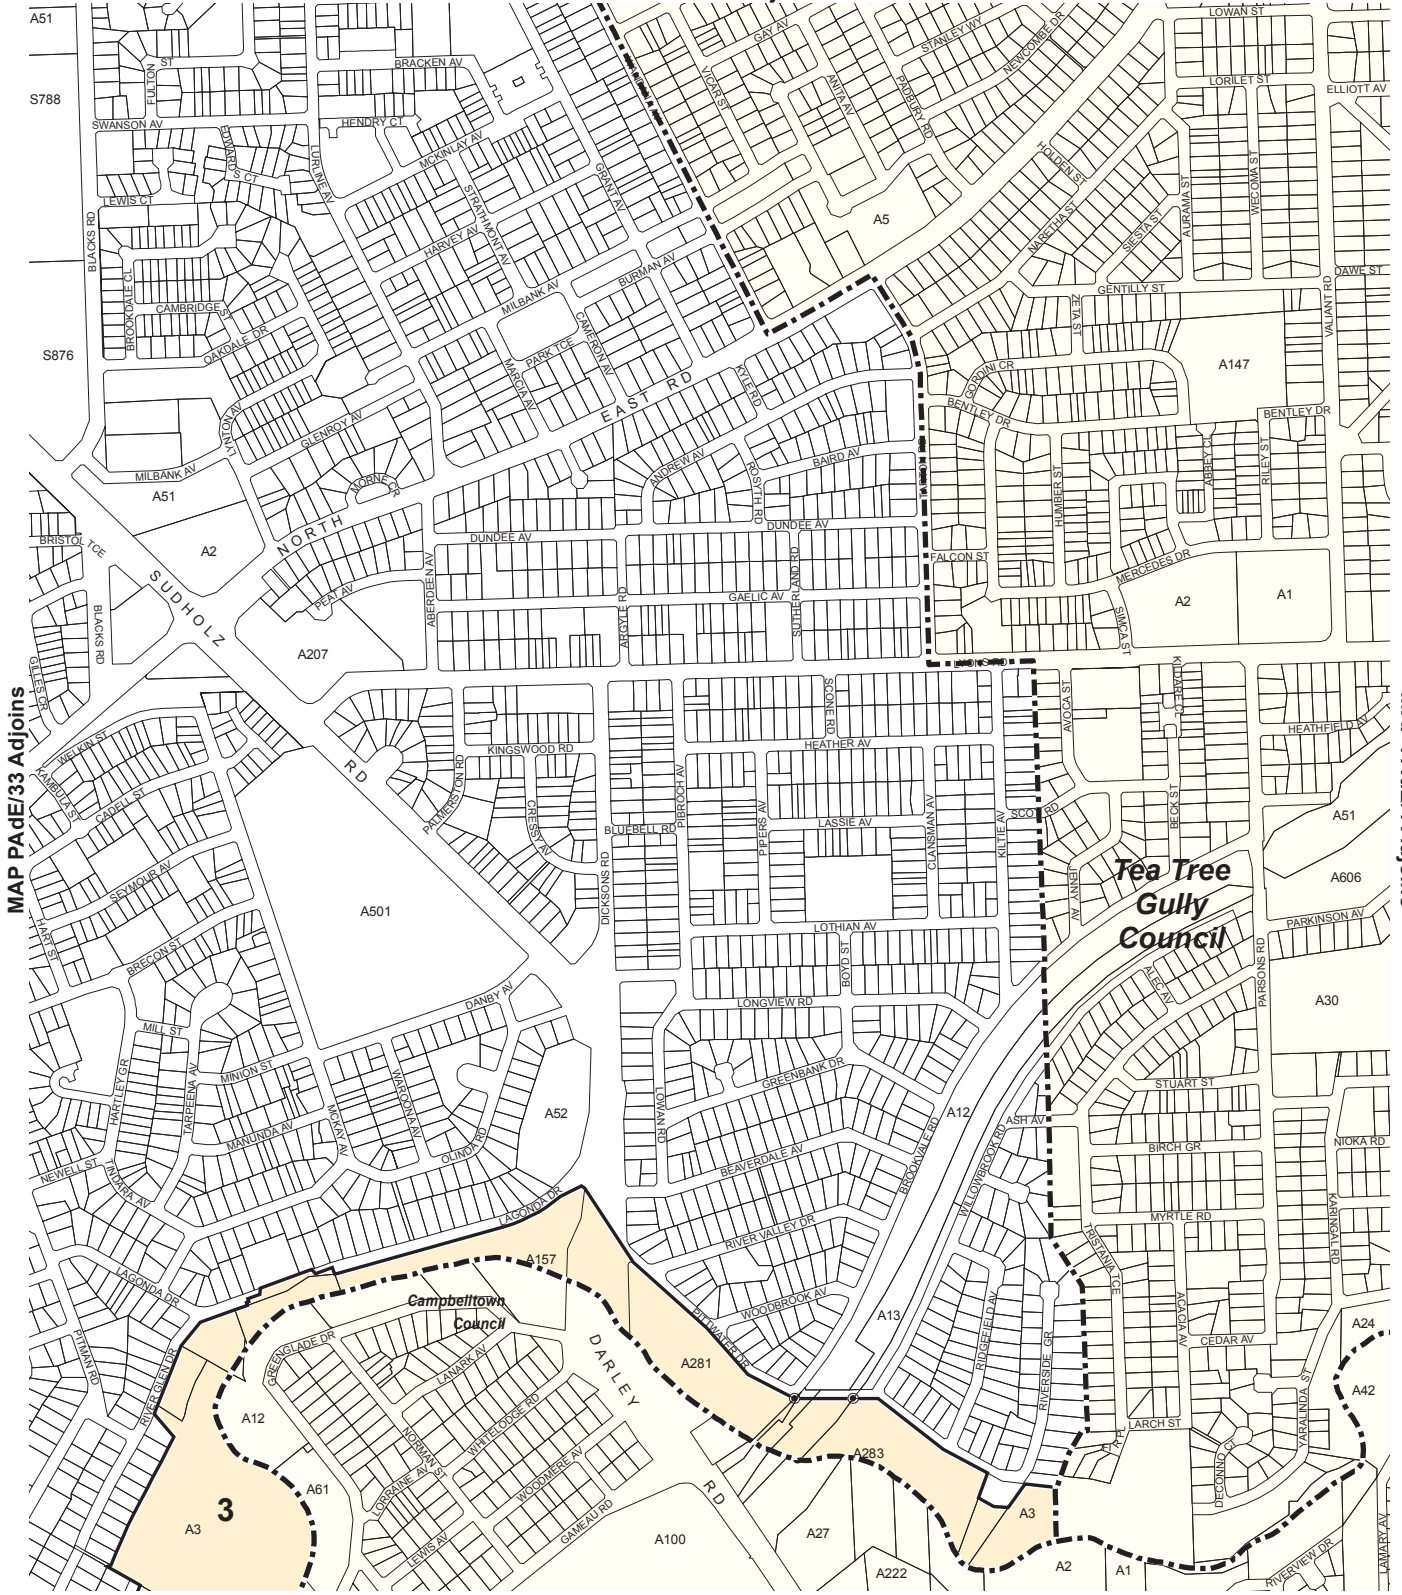 A51
ST
FULTON
S788
SWANSON AV
EDWARDS CT
LEWIS CT
BLACKS RD
BROOKDALE CL
CAMBRIDGE ST
OAKDALE DR
S876
LYNTON AV
GLENROY AV
MILBANK AV
A51
MORNE CR
BRACKEN AV
HENDRY CT
MCKINLAY AV
LURLINE AV
STRATHMONT AV
HARVEY AV
GRANT AV
BURMAN AV
MILBANK AV
CAMERON AV
PARK TCE
MARCIA AV
GAY AV
STANLEY WY
NEWCOMBE DR
VICAR ST
ANITA AV
PADBURY RD
A5
HOLDEN ST
NARETHA ST
SIESTA ST
LOWAN ST
LORILET ST
ELLIOTT AV
AURAMA ST
WECOMA ST
DAWE ST
GENTILLY ST
ZETA ST
VALIANT RD
A147
GORDINI CR
BENTLEY DR
BENTLEY DR
HUMBER ST
ABBEY CL
RILEY ST
MERCEDES DR
FALCON ST
A2
A1
SIMCA ST
NORTH EAST RD
KYLE RD
ANDREW AV
ROSYTH RD
BAIRD AV
DUNDEE AV
DUNDEE AV
BRISTOL TCE
A2
PEAT AV
ABERDEEN AV
ARGYLE RD
GAELIC AV
SUTHERLAND RD
SUDHOLZ RD
BLACKS RD
A207
GILLES CR
LYONS RD
MAP PAdE/33 Adjoins
WELKIN ST
KAMBULA ST
CADELL ST
SEYMOUR AV
HART ST
BRECON ST
A501
KINGSWOOD RD
PALMERSTON RD
CRESSY AV
BLUEBELL RD
DICKSONS RD
PIBROCH AV
SCONE RD
HEATHER AV
PIPERS AV
LASSIE AV
CLANSMAN AV
KILTIE AV
SCOT RD
AVOCA ST
KILDARE CL
BECK ST
JENNY AV
HEATHFIELD AV
A51
Tea Tree
Gully
Council
A606
PARKINSON AV
LOTHIAN AV
BOYD ST
ALEC AV
PARSONS RD
A30
DANBY AV
LONGVIEW RD
MILL ST
MINION ST
HARTLEY GR
TARPEENA AV
MANUNDA AV
MCKAY AV
WAROONA AV
OLINDA RD
A52
LOWAN RD
GREENBANK DR
BEAVERDALE AV
BROOKVALE RD
A12
WILLOWBROOK RD
ASH AV
STUART ST
BIRCH GR
NIOKA RD
NEWELL ST
TINDARA AV
LAGONDA DR
RIVER VALLEY DR
MYRTLE RD
TRISTANIA TCE
KARINGAL RD
LAGONDA DR
A157
Campbelltown
Council
WOODBROOK AV
PITTWATER DR
A13
RIDGEFIELD AV
RIVERSIDE GR
ACACIA AV
CEDAR AV
A24
PITMAN RD
RIVER GLEN DR
GREENGLADE DR
LANARK AV
DARLEY RD
A281
A42
YARALINDA ST
A12
NORMAN ST
WHITELODGE RD
LARCH ST
DECONNO CT
A283
A61
LORRAINE AV
WOODMERE AV
GAMEAU RD
3
A3
LEWIS AV
A100
A27
A222
A3
A2
A1
RIVERVIEW DR
LAMARY AV